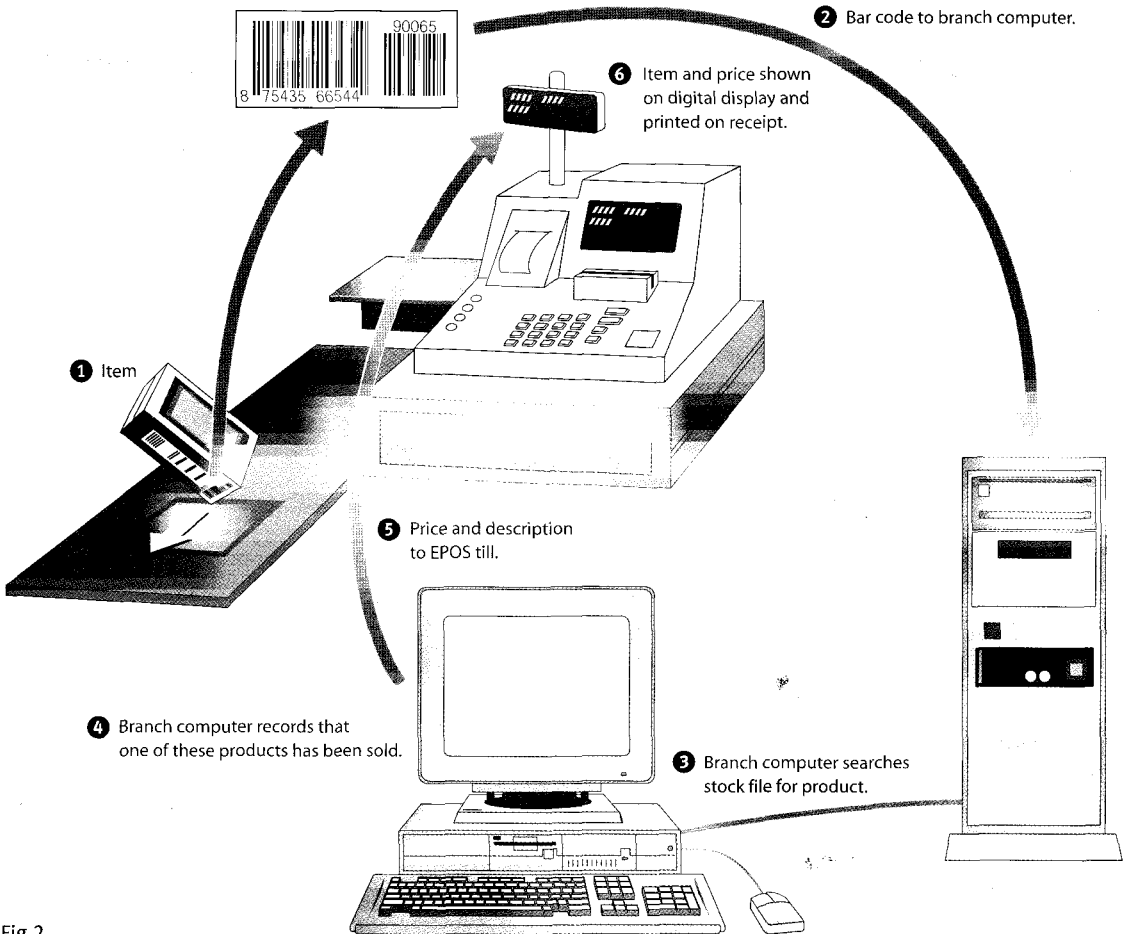 90065
8 75435 66544
2 Bar code to branch computer.
6 Item and price shown
on digital display and
printed on receipt.
1 Item
5 Price and description
to EPOS till.
4 Branch computer records that
one of these products has been sold.
3 Branch computer searches
stock file for product.
Fig 2